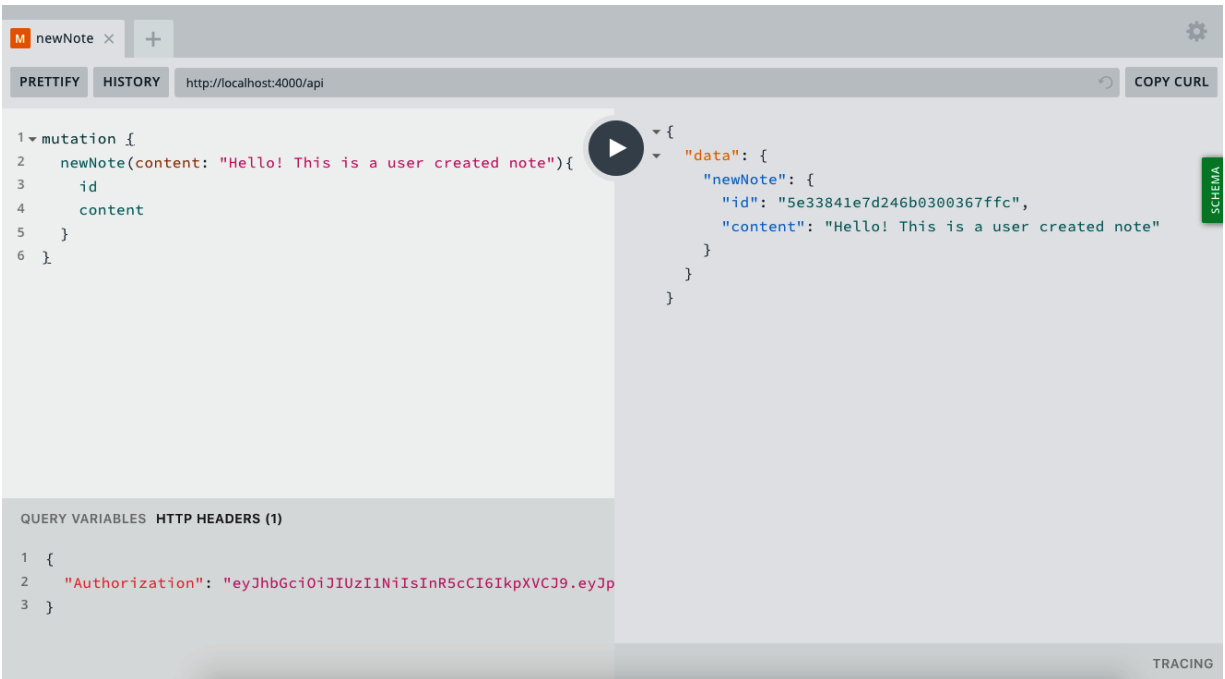 M newNote ×
+
PRETTIFY HISTORY http://localhost:4000/api COPY CURL
1 mutation {
2 newNote(content: "Hello! This is a user created note"){
3 id
4 content
5 }
6 }
{
"data": {
"newNote": {
"id": "5e33841e7d246b0300367ffc",
"content": "Hello! This is a user created note"
}
}
}
SCHEMA
QUERY VARIABLES HTTP HEADERS (1)
1 {
2 "Authorization": "eyJhbGciOiJIUzI1NiIsInR5cCI6IkpXVCJ9.eyJp
3 }
TRACING